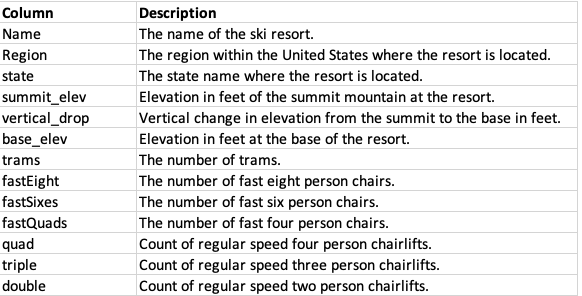 Column Description
Name The name of the ski resort.
Region The region within the United States where the resort is located.
state The state name where the resort is located.
summit_elev Elevation in feet of the summit mountain at the resort.
vertical_drop Vertical change in elevation from the summit to the base in feet.
base_elev Elevation in feet at the base of the resort.
trams The number of trams.
fastEight The number of fast eight person chairs.
fastSixes The number of fast six person chairs.
fastQuads The number of fast four person chairs.
quad Count of regular speed four person chairlifts.
triple Count of regular speed three person chairlifts.
double Count of regular speed two person chairlifts.